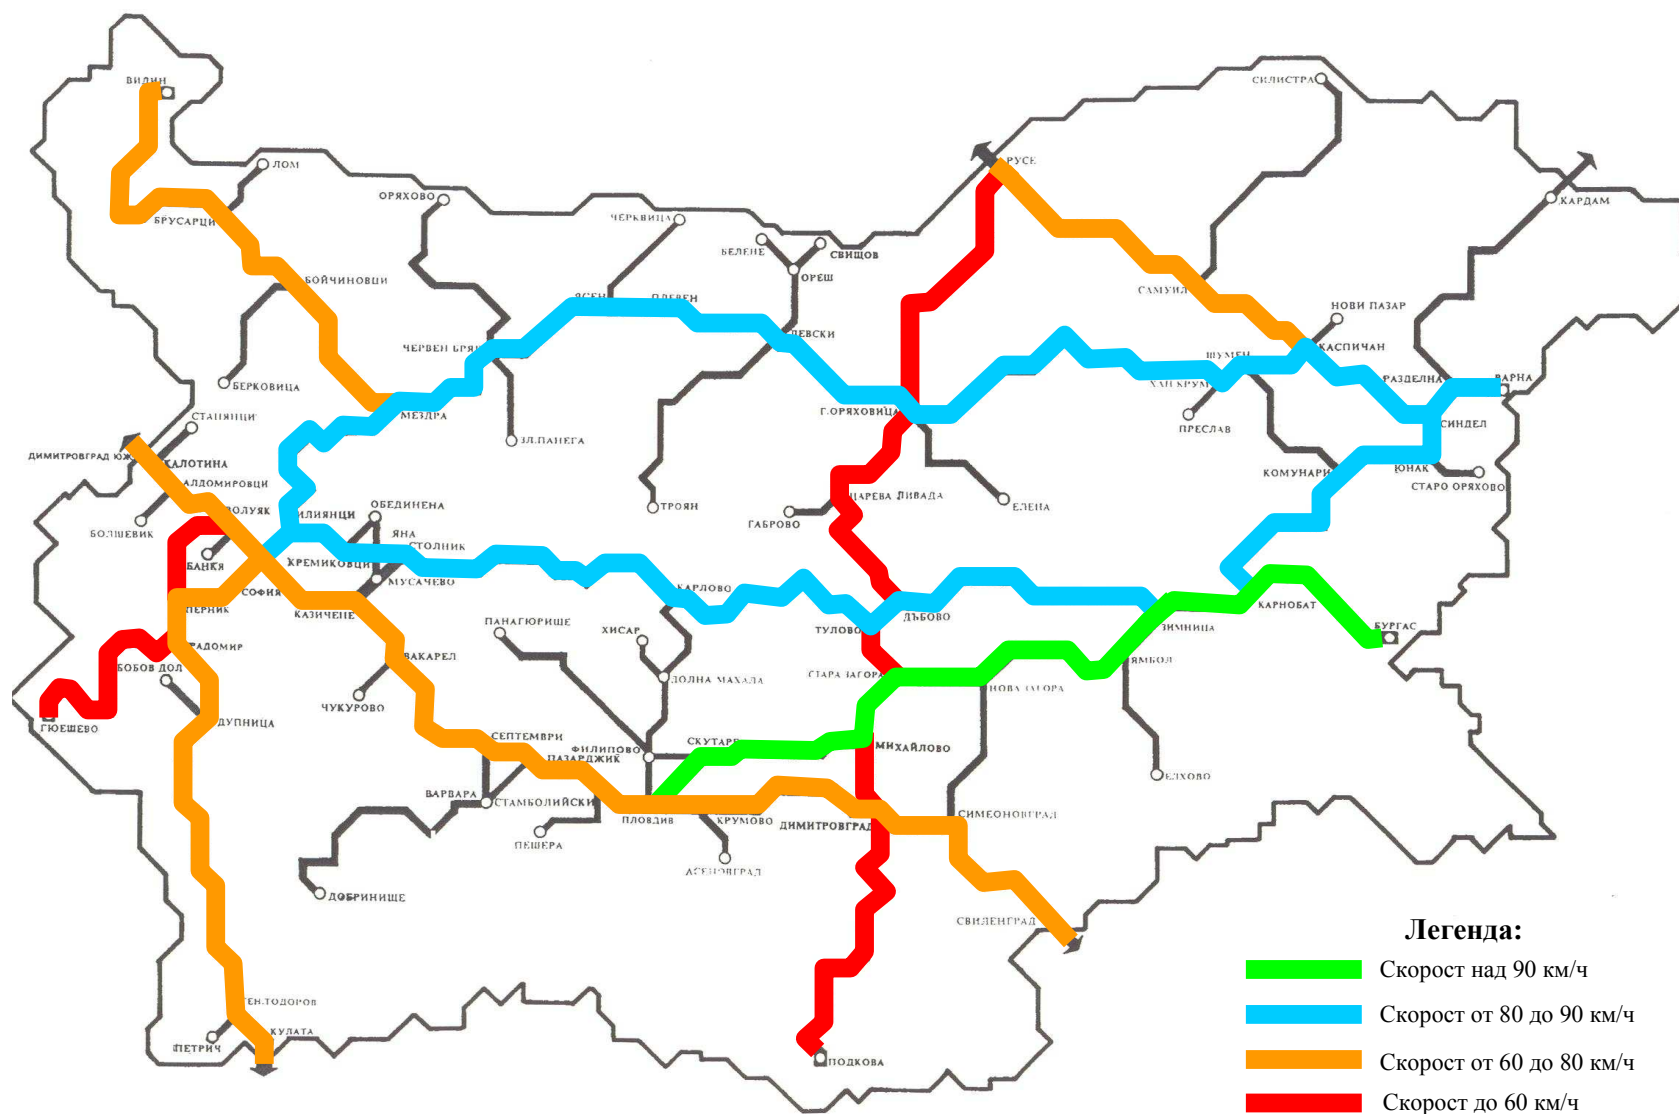 ВИДИН
СИЛИСТРА
ЛОМ
РУСЕ
ОРЯХОВО
КАРДАМ
ЧЕРКВИЦА
БРУСАРЦИ
БЕЛЕНЕ
СВИЩОВ
ОРЕШ
БОЙЧИНОВЦИ
САМУИЛ
ЯСЕН
ПЛЕВЕН
НОВИ ПАЗАР
ЛЕВСКИ
ЧЕРВЕН БРЯГ
ШУМЕН
КАСПИЧАН
БЕРКОВИЦА
ХАН КРУМ
РАЗДЕЛНА
ВАРНА
СТАНЯНЦИ
МЕЗДРА
Г.ОРЯХОВИЦА
СИНДЕЛ
ПРЕСЛАВ
ЗЛ.ПАНЕГА
ДИМИТРОВГРАД ЮЖ
КАЛОТИНА
КОМУНАРИ
ЮНАК
АЛДОМИРОВЦИ
СТАРО ОРЯХОВО
ЦАРЕВА ЛИВАДА
ВОЛУЯК
ИЛИЯНЦИ
ОБЕДИНЕНА
ТРОЯН
ГАБРОВО
ЕЛЕНА
БОЛШЕВИК
ЯНА
СТОЛНИК
БАНКЯ
КРЕМИКОВЦИ
МУСАЧЕВО
СОФИЯ
КАРЛОВО
ПЕРНИК
КАЗИЧЕНЕ
КАРНОБАТ
ПАНАГЮРИЩЕ
ХИСАР
ТУЛОВО
ДЪБОВО
ЗИМНИЦА
БУРГАС
РАДОМИР
ВАКАРЕЛ
БОБОВ ДОЛ
ЯМБОЛ
СТАРА ЗАГОРА
ДОЛНА МАХАЛА
НОВА ЗАГОРА
ЧУКУРОВО
ГЮЕШЕВО
ДУПНИЦА
СЕПТЕМВРИ
ФИЛИПОВО
СКУТАРЕ
МИХАЙЛОВО
ПАЗАРДЖИК
ЕЛХОВО
ВАРВАРА
СТАМБОЛИЙСКИ
ПЛОВДИВ
КРУМОВО
ДИМИТРОВГРАД
СИМЕОНОВГРАД
ПЕЩЕРА
АСЕНОВГРАД
ДОБРИНИЩЕ
СВИЛЕНГРАД
ГЕН.ТОДОРОВ
КУЛАТА
ПЕТРИЧ
ПОДКОВА
Легенда:
Скорост над 90 км/ч
Скорост от 80 до 90 км/ч
Скорост от 60 до 80 км/ч
Скорост до 60 км/ч